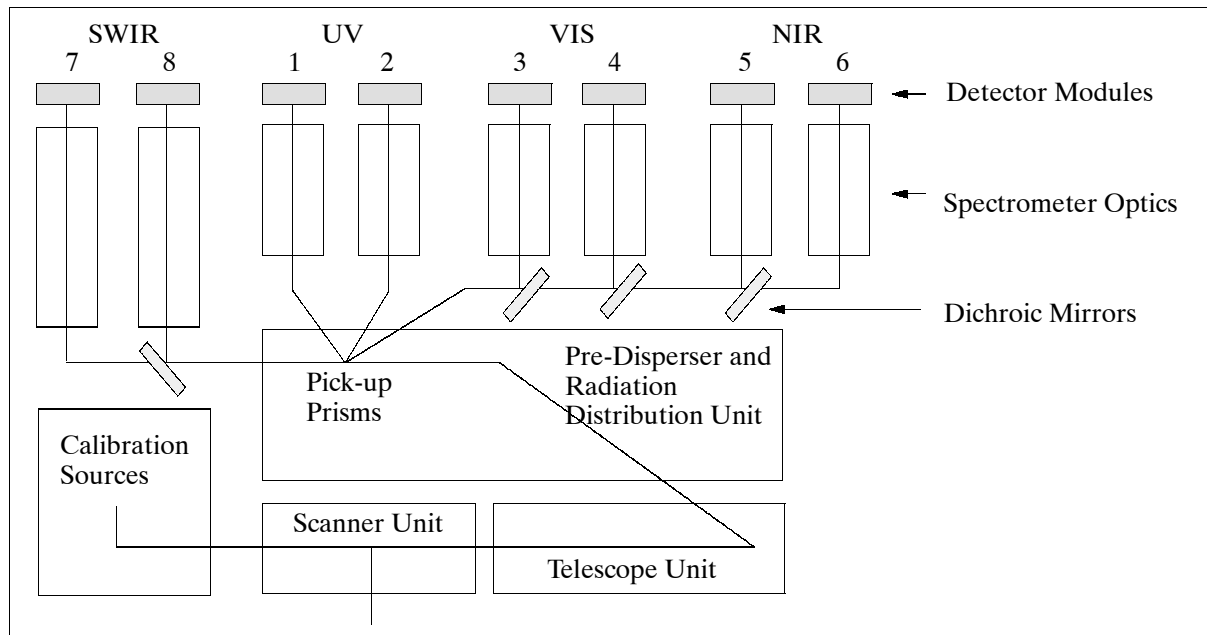 SWIR UV VIS NIR
7 8 1 2 3 4 5 6
Detector Modules
Spectrometer Optics
Dichroic Mirrors
Pick-up
Prisms
Pre-Disperser and
Radiation
Distribution Unit
Calibration
Sources
Scanner Unit
Telescope Unit